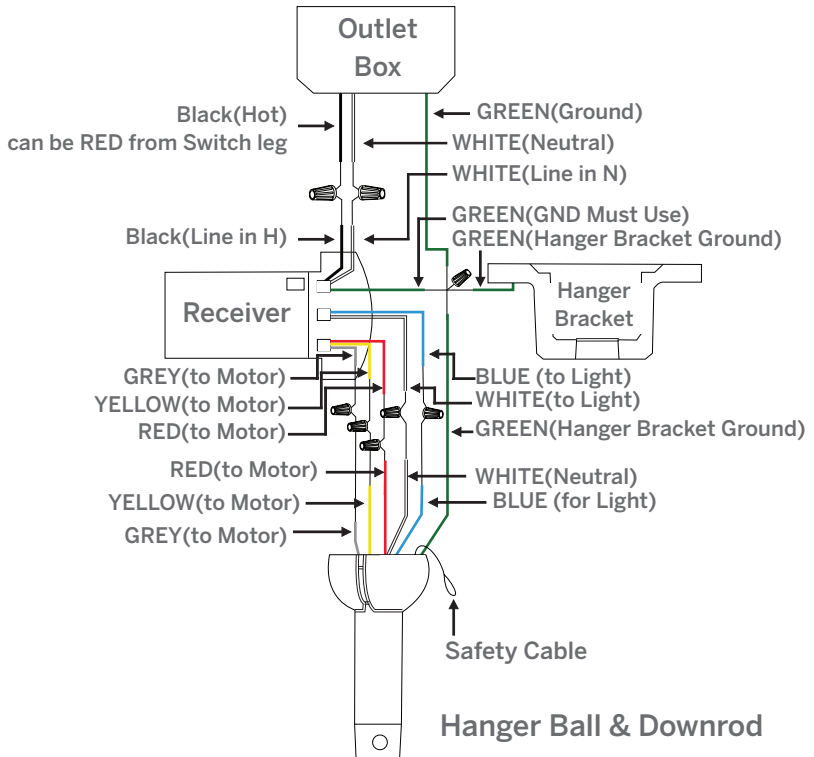 Outlet
Box
Black(Hot)
can be RED from Switch leg
GREEN(Ground)
WHITE(Neutral)
WHITE(Line in N)
GREEN(GND Must Use)
Black(Line in H)
GREEN(Hanger Bracket Ground)
Receiver
Hanger
Bracket
GREY(to Motor)
YELLOW(to Motor)
RED(to Motor)
BLUE (to Light)
WHITE(to Light)
GREEN(Hanger Bracket Ground)
RED(to Motor)
YELLOW(to Motor)
GREY(to Motor)
WHITE(Neutral)
BLUE (for Light)
Safety Cable
Hanger Ball & Downrod